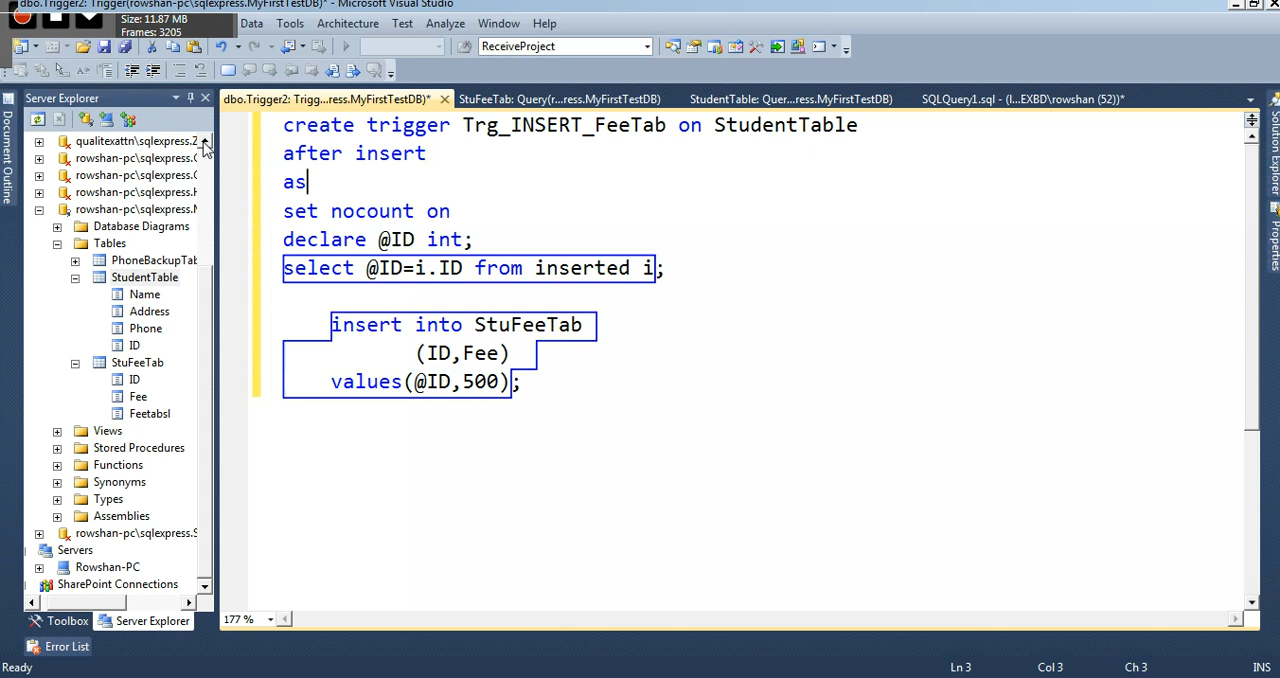 dbo.Trigger2: Trigger(rowshan-pc\sqlexpress.MyFirstTestDB)* - Microsoft Visual Studio
Size: 11.87 MB
Frames: 3205
Data Tools Architecture Test Analyze Window Help
ReceiveProject
Document Outline
Server Explorer
dbo.Trigger2: Trigg...ress.MyFirstTestDB)* StuFeeTab: Query(r...ress.MyFirstTestDB) StudentTable: Quer...ress.MyFirstTestDB) SQLQuery1.sql - (l...EXBD\rowshan (52))*
Solution Explorer
Properties
qualitexattn\sqlexpress.2
rowshan-pc\sqlexpress.
rowshan-pc\sqlexpress.
rowshan-pc\sqlexpress.
rowshan-pc\sqlexpress.
Database Diagrams
Tables
PhoneBackupTab
StudentTable
Name
Address
Phone
ID
StuFeeTab
ID
Fee
Feetabsl
Views
Stored Procedures
Functions
Synonyms
Types
Assemblies
rowshan-pc\sqlexpress.S
Servers
Rowshan-PC
SharePoint Connections
Toolbox Server Explorer
create trigger Trg_INSERT_FeeTab on StudentTable
after insert
as
set nocount on
declare @ID int;
select @ID=i.ID from inserted i;
insert into StuFeeTab
(ID,Fee)
values(@ID,500);
177 %
Error List
Ready Ln 3 Col 3 Ch 3 INS